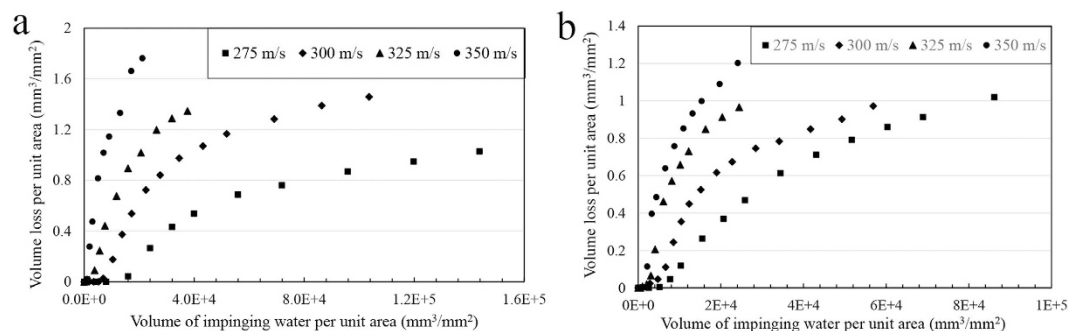 a
2
1.6
1.2
0.8
0.4
0
Volume loss per unit area (mm³/mm²)
275 m/s 300 m/s 325 m/s 350 m/s
0.0E+0 4.0E+4 8.0E+4 1.2E+5 1.6E+5
Volume of impinging water per unit area (mm³/mm²)
b
1.4
1.2
1
0.8
0.6
0.4
0.2
0
Volume loss per unit area (mm³/mm²)
275 m/s 300 m/s 325 m/s 350 m/s
0E+0 2E+4 4E+4 6E+4 8E+4 1E+5
Volume of impinging water per unit area (mm³/mm²)